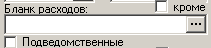 Бланк расходов: кроме
...
Подведомственные